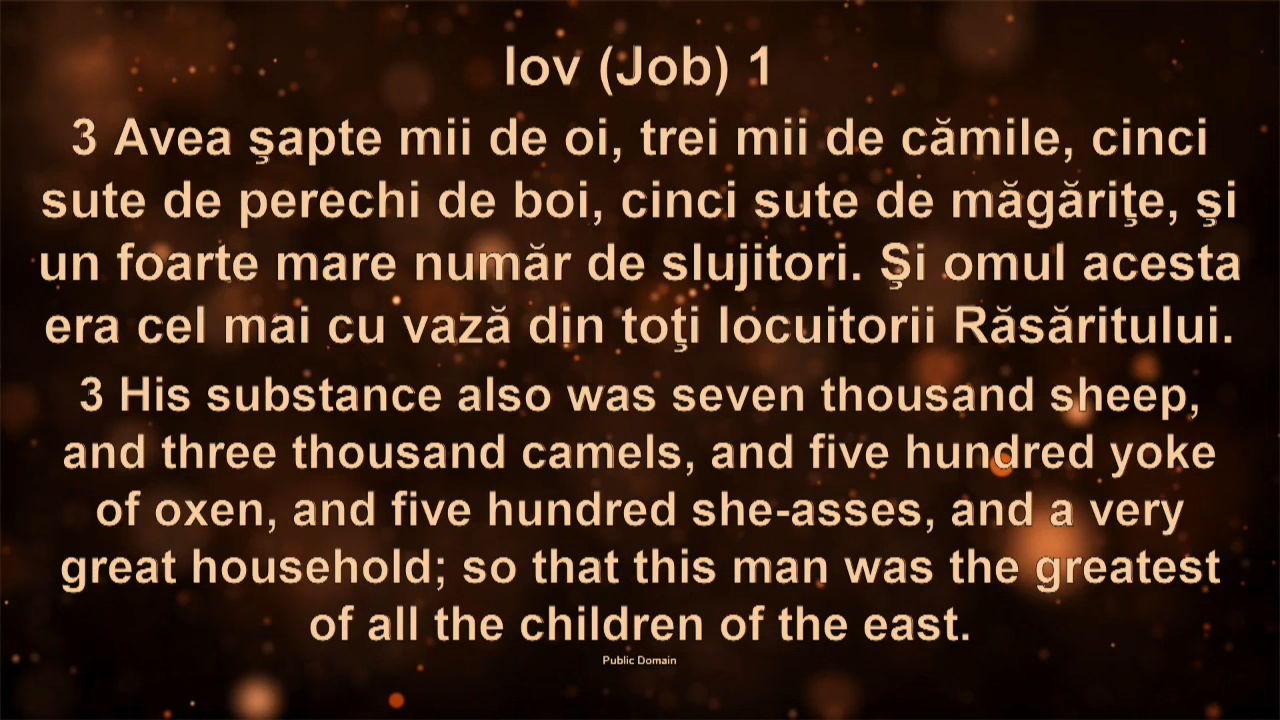 Iov (Job) 1
3 Avea şapte mii de oi, trei mii de cămile, cinci
sute de perechi de boi, cinci sute de măgăriţe, şi
un foarte mare număr de slujitori. Şi omul acesta
era cel mai cu vază din toţi locuitorii Răsăritului.
3 His substance also was seven thousand sheep,
and three thousand camels, and five hundred yoke
of oxen, and five hundred she-asses, and a very
great household; so that this man was the greatest
of all the children of the east.
Public Domain